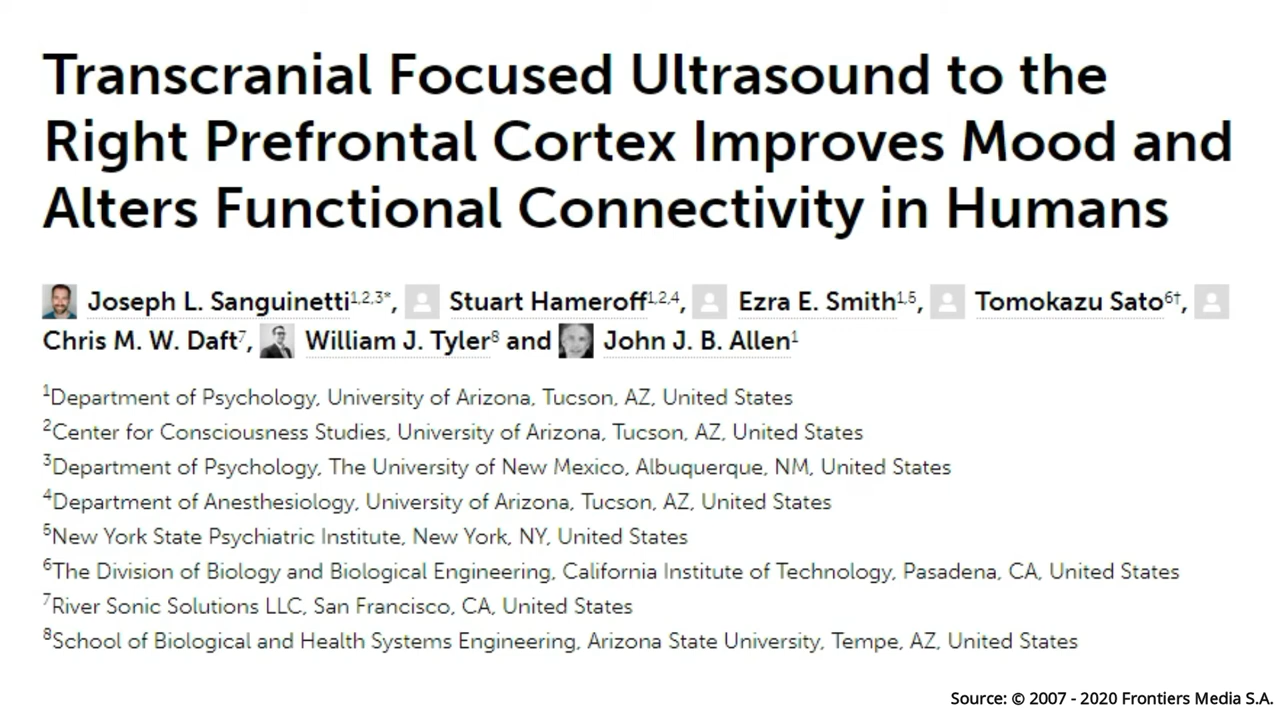 Transcranial Focused Ultrasound to the
Right Prefrontal Cortex Improves Mood and
Alters Functional Connectivity in Humans
Joseph L. Sanguinetti1,2,3*, Stuart Hameroff1,2,4, Ezra E. Smith1,5, Tomokazu Sato6†,
Chris M. W. Daft7, William J. Tyler8 and John J. B. Allen1
1Department of Psychology, University of Arizona, Tucson, AZ, United States
2Center for Consciousness Studies, University of Arizona, Tucson, AZ, United States
3Department of Psychology, The University of New Mexico, Albuquerque, NM, United States
4Department of Anesthesiology, University of Arizona, Tucson, AZ, United States
5New York State Psychiatric Institute, New York, NY, United States
6The Division of Biology and Biological Engineering, California Institute of Technology, Pasadena, CA, United States
7River Sonic Solutions LLC, San Francisco, CA, United States
8School of Biological and Health Systems Engineering, Arizona State University, Tempe, AZ, United States
Source: © 2007 - 2020 Frontiers Media S.A.